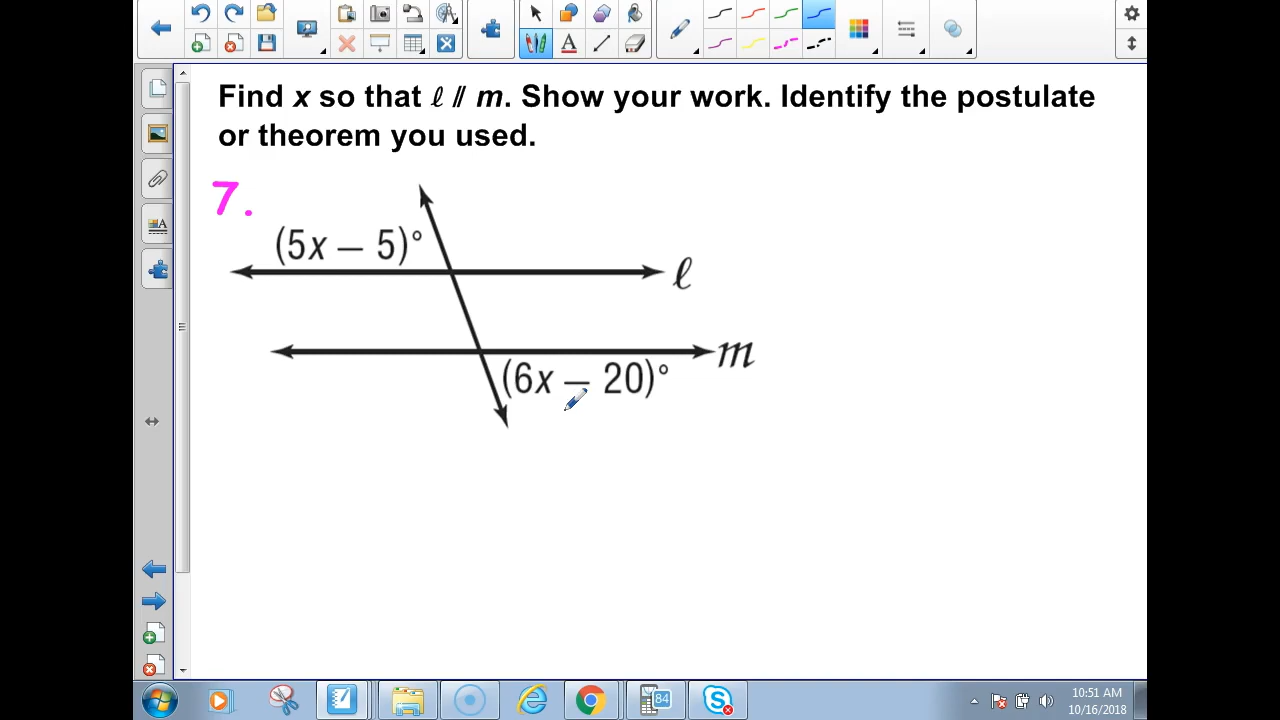 Find x so that ℓ ∥ m. Show your work. Identify the postulate
or theorem you used.
7.
(5x – 5)°
ℓ
m
(6x – 20)°
84
10:51 AM
10/16/2018